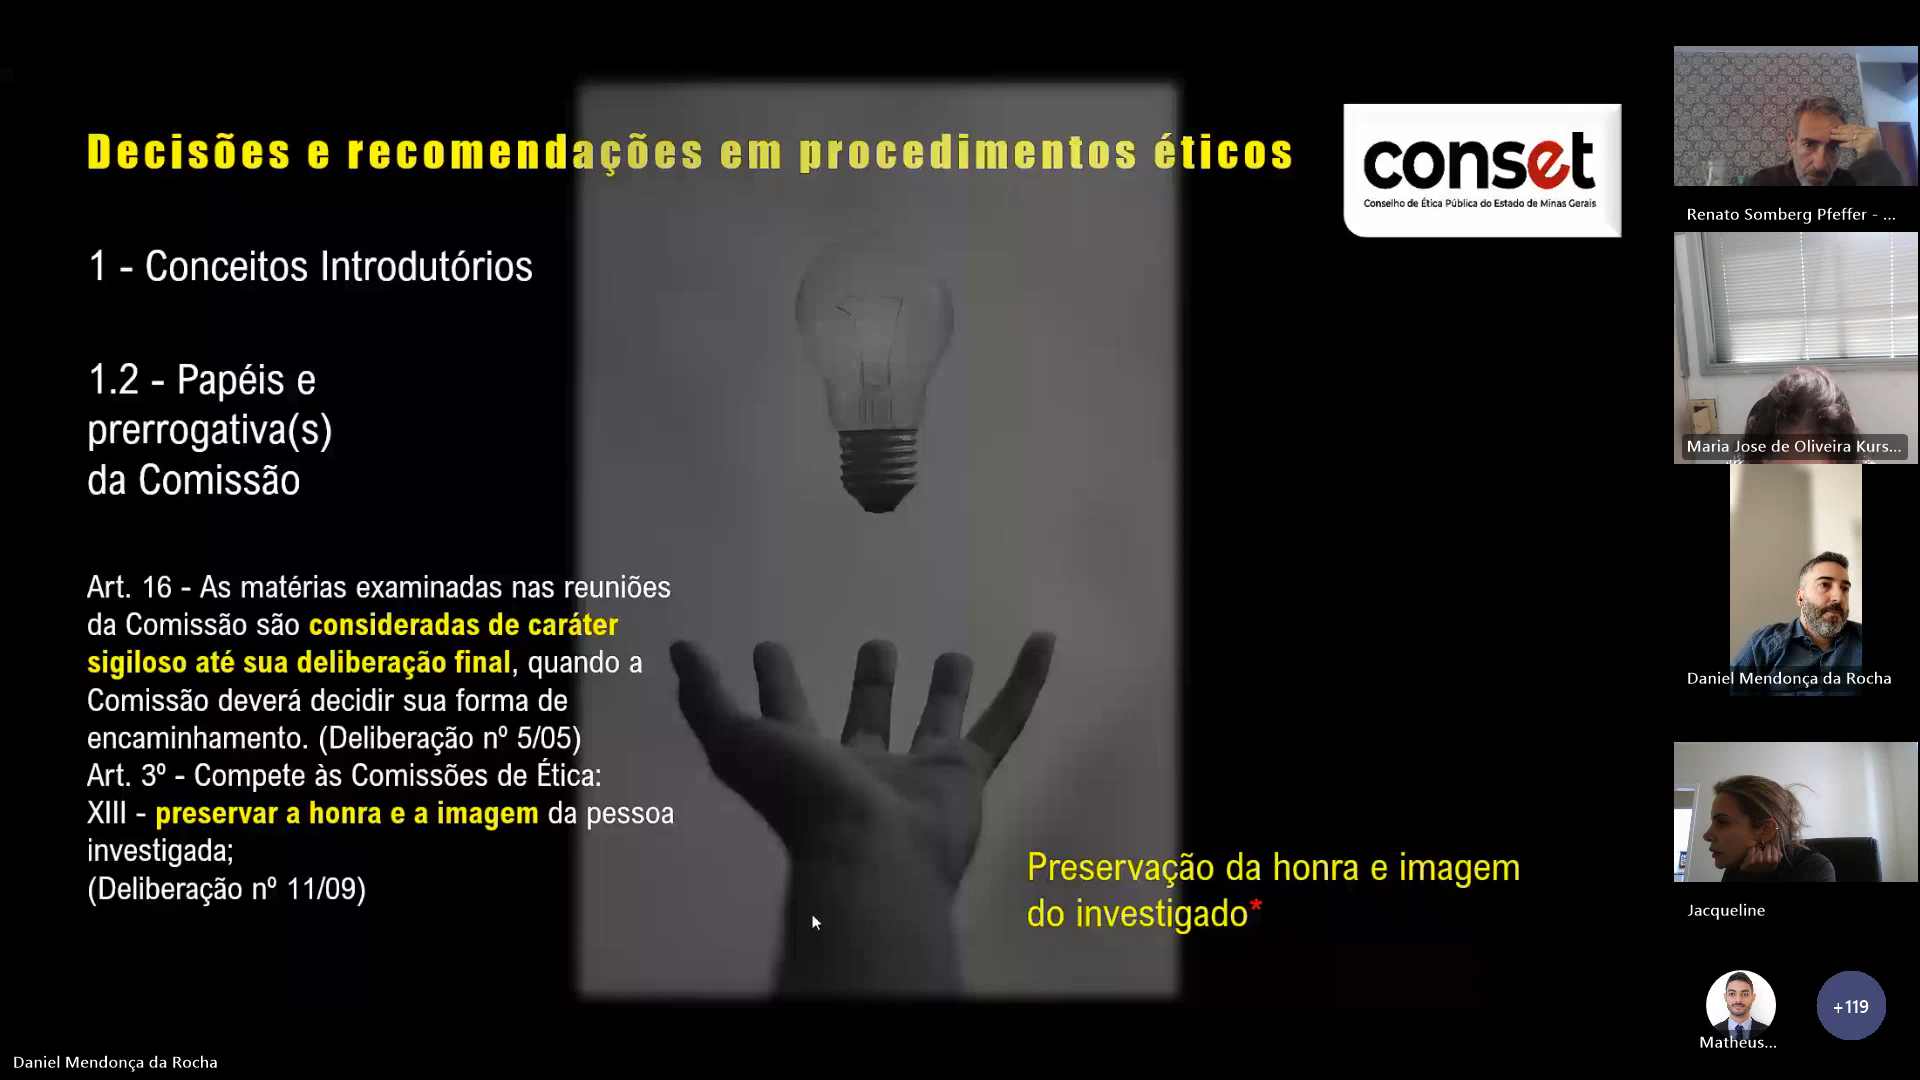 Decisões e recomendações em procedimentos éticos
conset
Conselho de Ética Pública do Estado de Minas Gerais
1 - Conceitos Introdutórios
1.2 - Papéis e
prerrogativa(s)
da Comissão
Art. 16 - As matérias examinadas nas reuniões
da Comissão são consideradas de caráter
sigiloso até sua deliberação final, quando a
Comissão deverá decidir sua forma de
encaminhamento. (Deliberação nº 5/05)
Art. 3º - Compete às Comissões de Ética:
XIII - preservar a honra e a imagem da pessoa
investigada;
(Deliberação nº 11/09)
Preservação da honra e imagem
do investigado*
Renato Somberg Pfeffer - ...
Maria Jose de Oliveira Kurs...
Daniel Mendonça da Rocha
Jacqueline
Matheus...
+119
Daniel Mendonça da Rocha